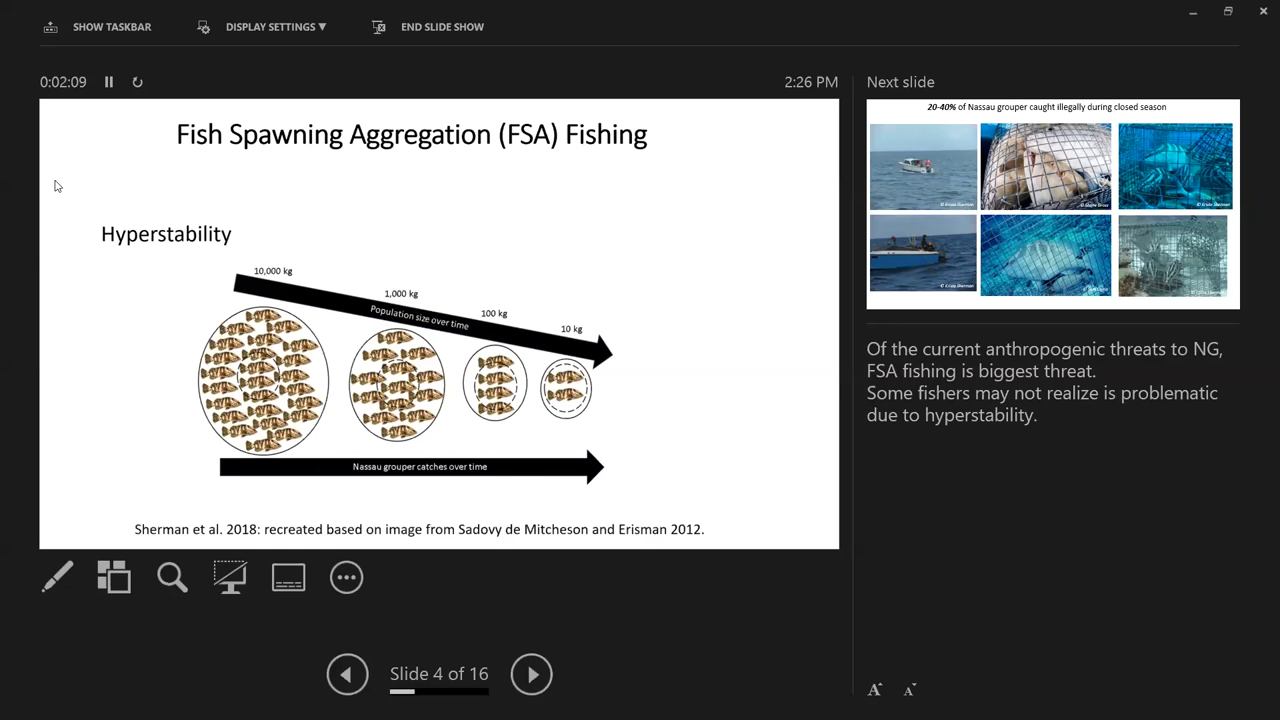 SHOW TASKBAR
DISPLAY SETTINGS ▼
END SLIDE SHOW
0:02:09
2:26 PM
Fish Spawning Aggregation (FSA) Fishing
Hyperstability
10,000 kg
1,000 kg
100 kg
10 kg
Population size over time
Nassau grouper catches over time
Sherman et al. 2018: recreated based on image from Sadovy de Mitcheson and Erisman 2012.
Slide 4 of 16
Next slide
20-40% of Nassau grouper caught illegally during closed season
Of the current anthropogenic threats to NG,
FSA fishing is biggest threat.
Some fishers may not realize is problematic
due to hyperstability.
A A